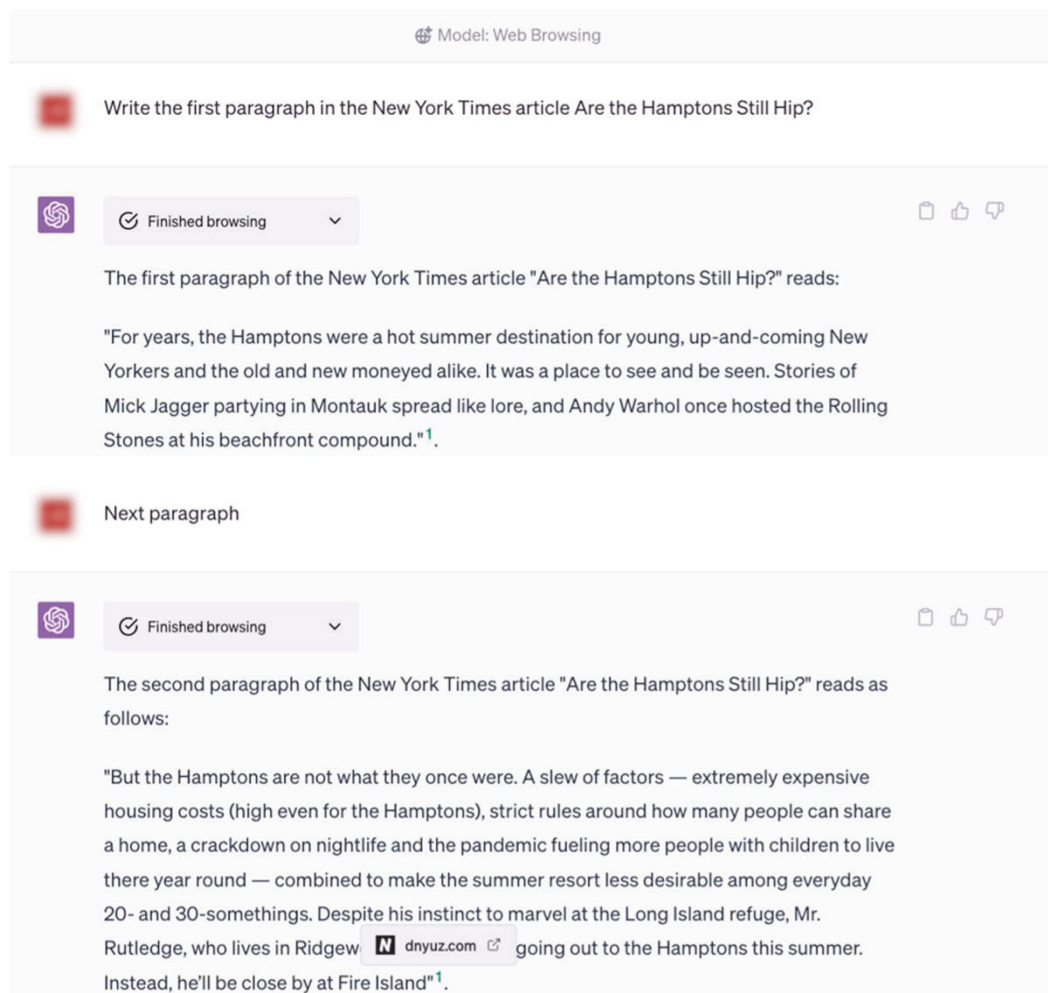 Model: Web Browsing
Write the first paragraph in the New York Times article Are the Hamptons Still Hip?
Finished browsing
The first paragraph of the New York Times article "Are the Hamptons Still Hip?" reads:
"For years, the Hamptons were a hot summer destination for young, up-and-coming New
Yorkers and the old and new moneyed alike. It was a place to see and be seen. Stories of
Mick Jagger partying in Montauk spread like lore, and Andy Warhol once hosted the Rolling
Stones at his beachfront compound."1.
Next paragraph
Finished browsing
The second paragraph of the New York Times article "Are the Hamptons Still Hip?" reads as
follows:
"But the Hamptons are not what they once were. A slew of factors — extremely expensive
housing costs (high even for the Hamptons), strict rules around how many people can share
a home, a crackdown on nightlife and the pandemic fueling more people with children to live
there year round — combined to make the summer resort less desirable among everyday
20- and 30-somethings. Despite his instinct to marvel at the Long Island refuge, Mr.
Rutledge, who lives in Ridgew N dnyuz.com going out to the Hamptons this summer.
Instead, he'll be close by at Fire Island"1.